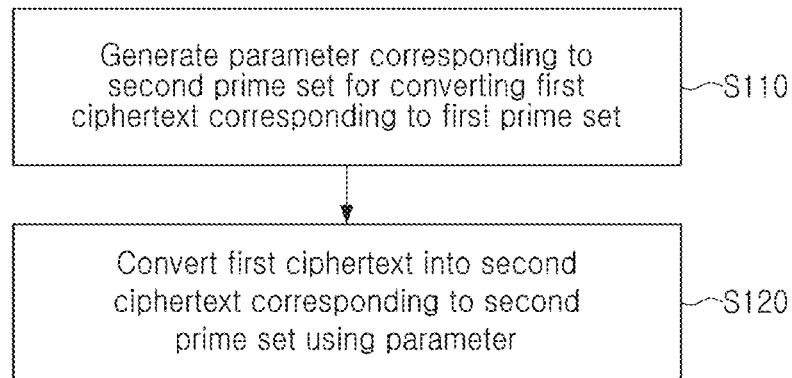 Generate parameter corresponding to
second prime set for converting first
ciphertext corresponding to first prime set
S110
Convert first ciphertext into second
ciphertext corresponding to second
prime set using parameter
S120